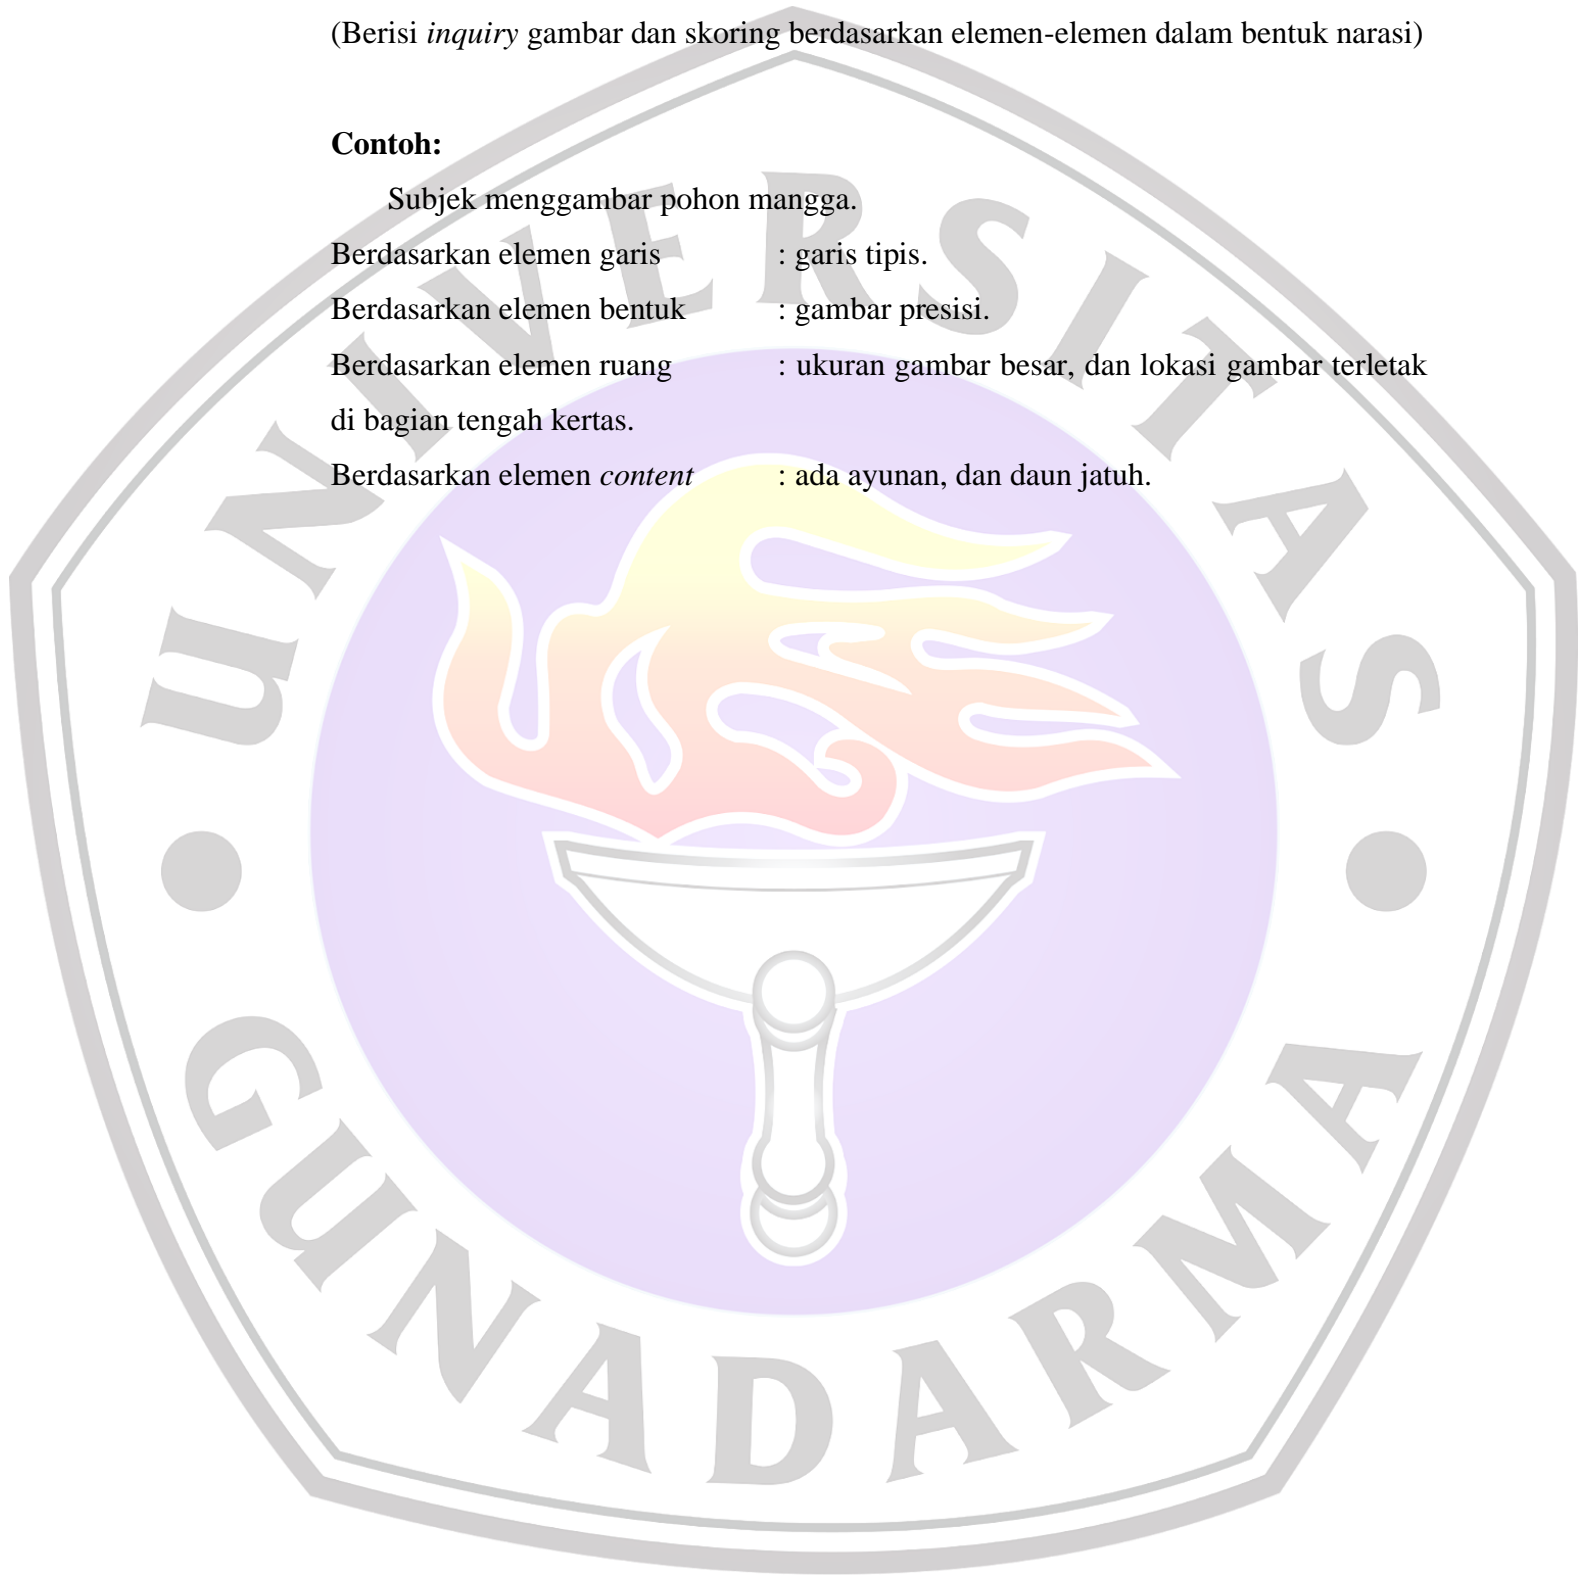 (Berisi inquiry gambar dan skoring berdasarkan elemen-elemen dalam bentuk narasi)
Contoh:
Subjek menggambar pohon mangga.
Berdasarkan elemen garis : garis tipis.
Berdasarkan elemen bentuk : gambar presisi.
Berdasarkan elemen ruang : ukuran gambar besar, dan lokasi gambar terletak
di bagian tengah kertas.
Berdasarkan elemen content : ada ayunan, dan daun jatuh.
UNIVERSITAS
GUNADARMA